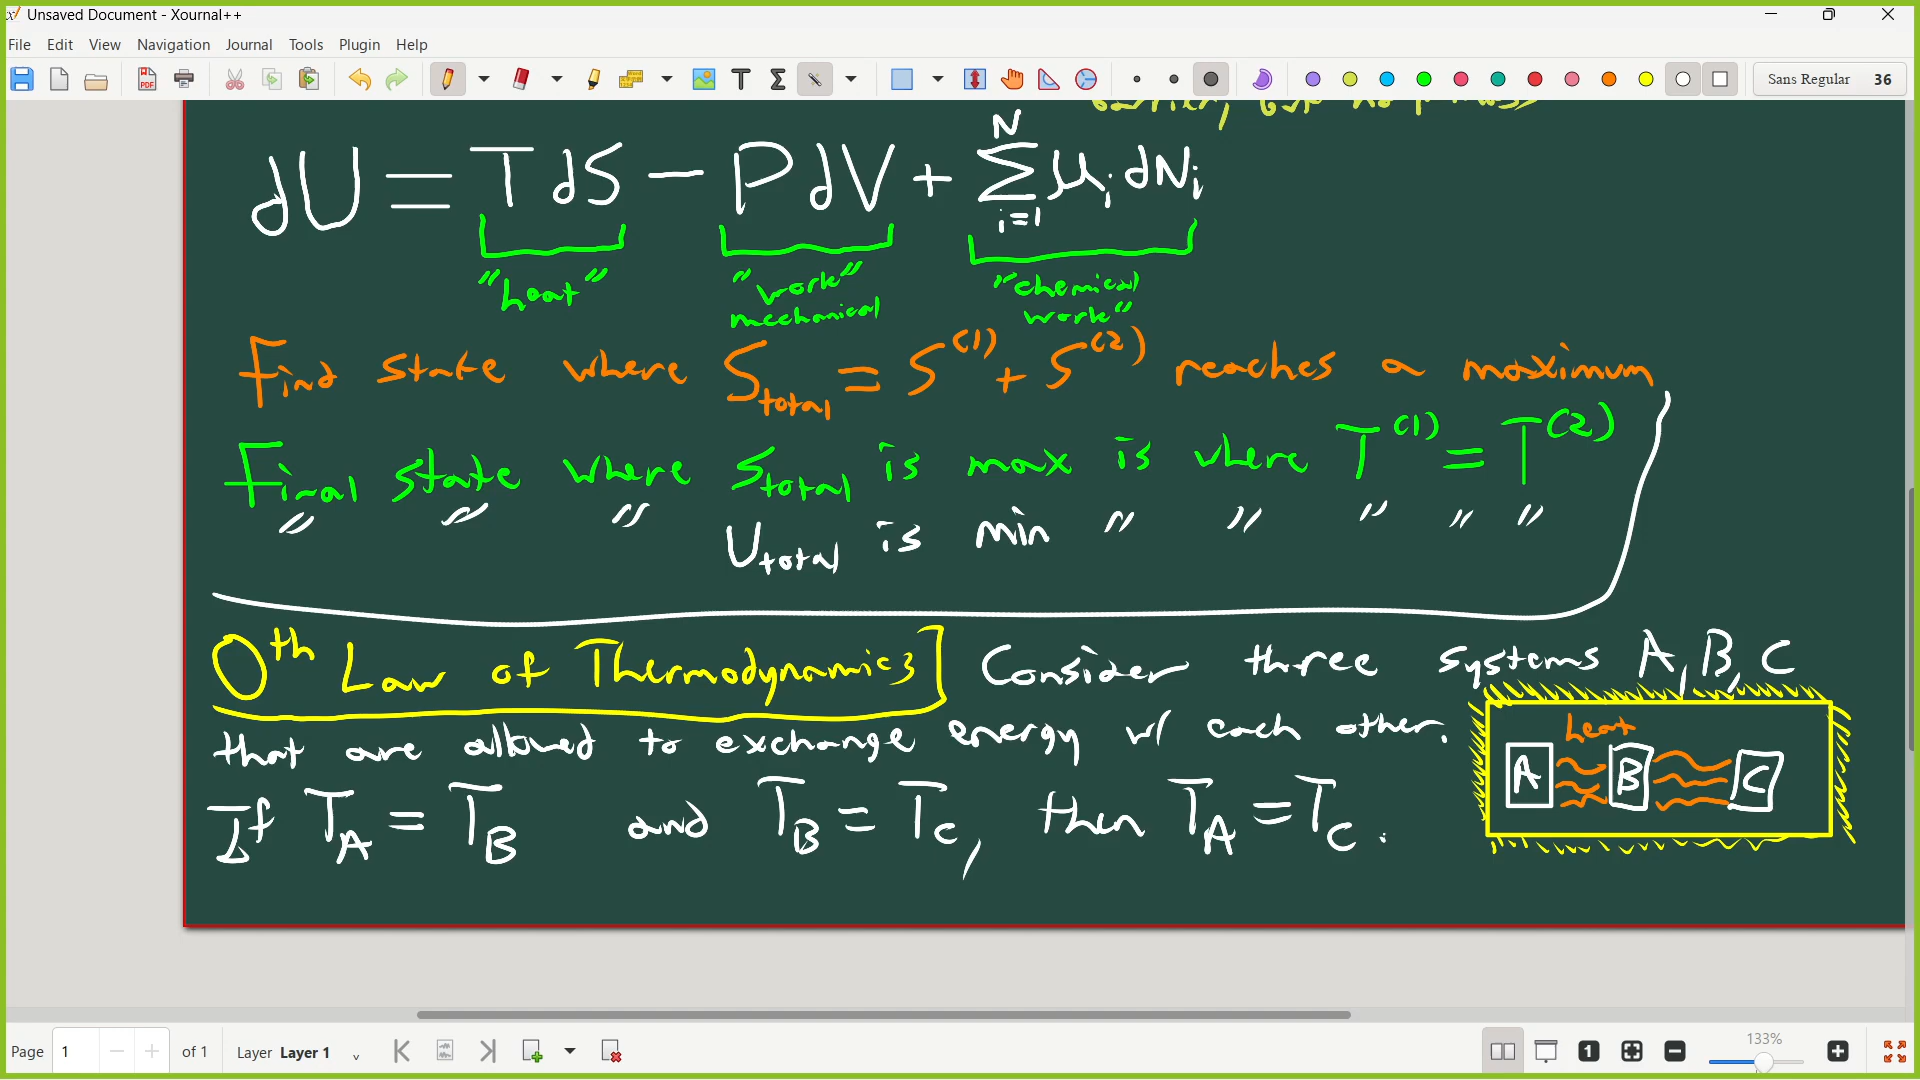 Unsaved Document - Xournal++
File Edit View Navigation Journal Tools Plugin Help
Sans Regular 36
barrier, but no
dU = TdS - PdV + \sum_{i=1}^{N} μ_i dN_i
"heat" "work" "chemical
mechanical work"
Find state where S_total = S^(1) + S^(2) reaches a maximum
Final state where S_total is max is where T^(1) = T^(2)
" " " U_total is min " " " " "
0th Law of Thermodynamics Consider three systems A, B, C
that are allowed to exchange energy w/ each other.
heat
A B C
If T_A = T_B and T_B = T_C, then T_A = T_C.
Page 1 of 1 Layer Layer 1 133%